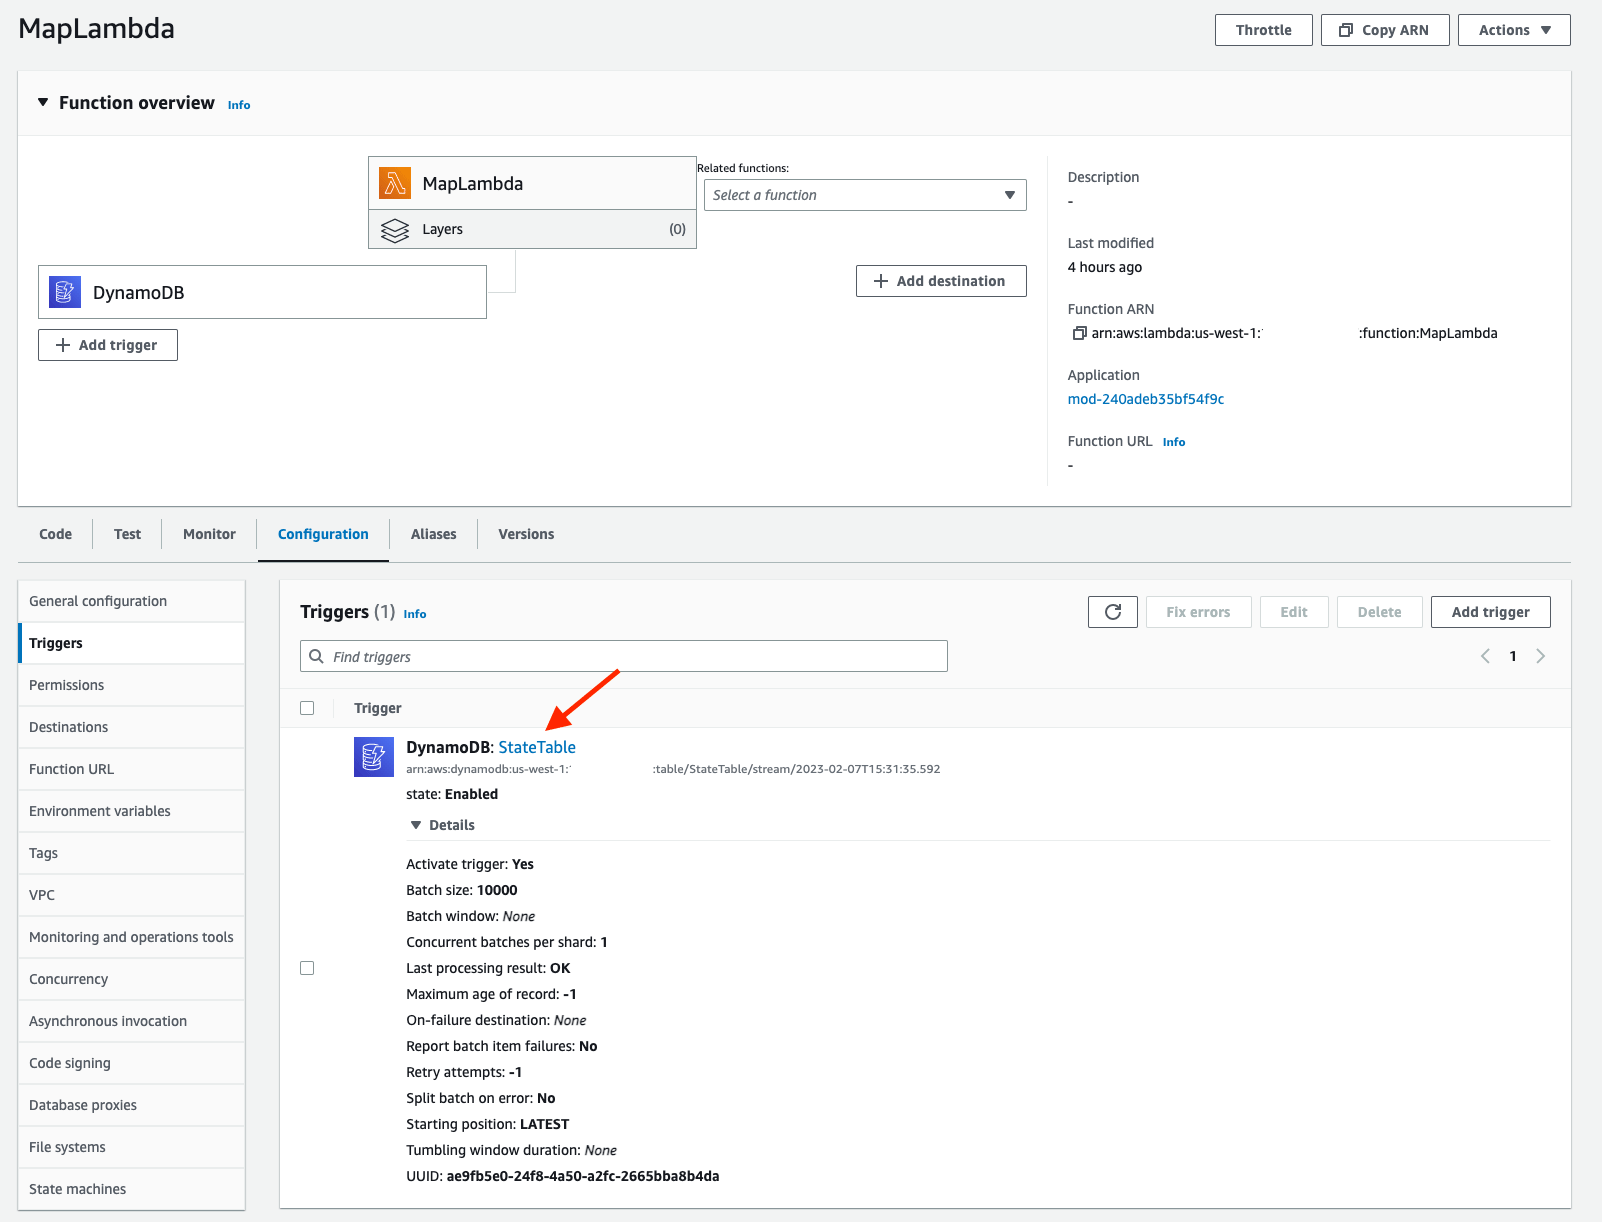 MapLambda
Throttle
Copy ARN
Actions
Function overview Info
MapLambda
Layers (0)
Related functions:
Select a function
DynamoDB
Add trigger
Add destination
Description
-
Last modified
4 hours ago
Function ARN
arn:aws:lambda:us-west-1: :function:MapLambda
Application
mod-240adeb35bf54f9c
Function URL Info
-
Code
Test
Monitor
Configuration
Aliases
Versions
General configuration
Triggers
Permissions
Destinations
Function URL
Environment variables
Tags
VPC
Monitoring and operations tools
Concurrency
Asynchronous invocation
Code signing
Database proxies
File systems
State machines
Triggers (1) Info
Fix errors
Edit
Delete
Add trigger
Find triggers
1
Trigger
DynamoDB: StateTable
arn:aws:dynamodb:us-west-1: :table/StateTable/stream/2023-02-07T15:31:35.592
state: Enabled
Details
Activate trigger: Yes
Batch size: 10000
Batch window: None
Concurrent batches per shard: 1
Last processing result: OK
Maximum age of record: -1
On-failure destination: None
Report batch item failures: No
Retry attempts: -1
Split batch on error: No
Starting position: LATEST
Tumbling window duration: None
UUID: ae9fb5e0-24f8-4a50-a2fc-2665bba8b4da